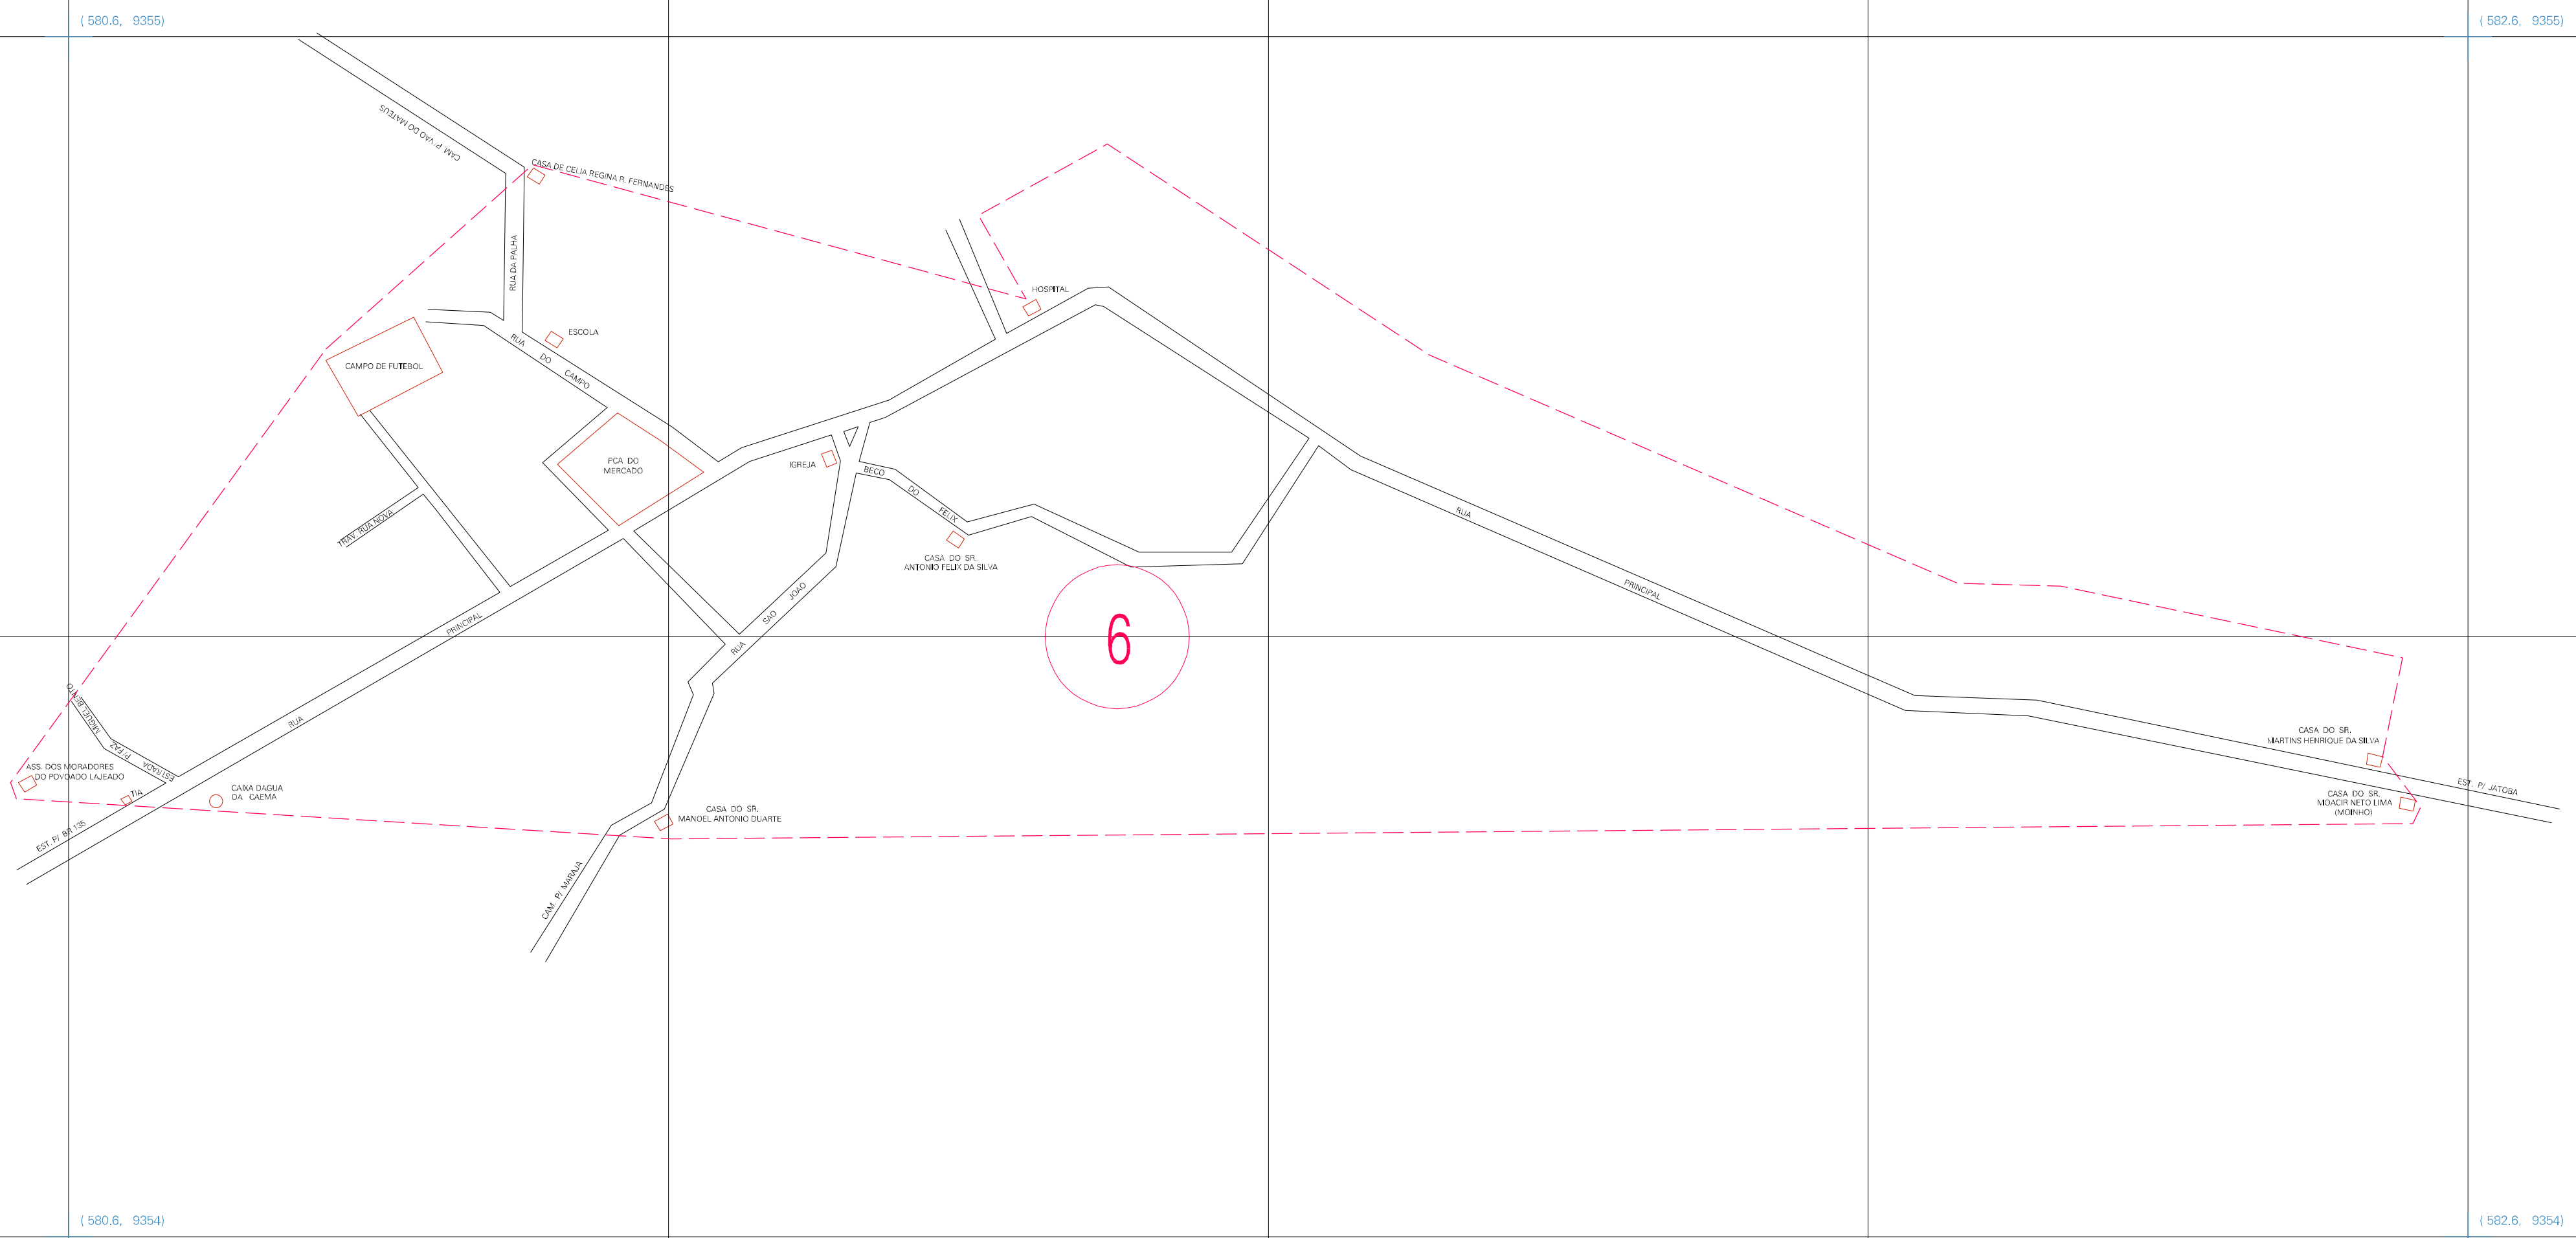 ( 580.6,   9355)
( 582.6,   9355)
CAM. P/ VAO DO MATEUS
CASA DE CELIA REGINA R. FERNANDES
RUA DA PALHA
HOSPITAL
ESCOLA
RUA DO CAMPO
CAMPO DE FUTEBOL
PCA DO
MERCADO
IGREJA
BECO DO FELIX
TRAV. RUA NOVA
CASA DO SR.
ANTONIO FELIX DA SILVA
RUA PRINCIPAL
RUA SAO JOAO
RUA PRINCIPAL
6
ESTRADA P/ FAZ MIGUEL BENTO
ASS. DOS MORADORES
DO POVOADO LAJEADO
TIA
CAIXA DAGUA
DA CAEMA
EST. P/ BR 135
CASA DO SR.
MANOEL ANTONIO DUARTE
CAM. P/ MARAJA
CASA DO SR.
MARTINS HENRIQUE DA SILVA
EST. P/ JATOBA
CASA DO SR.
MOACIR NETO LIMA
(MOINHO)
( 580.6,   9354)
( 582.6,   9354)